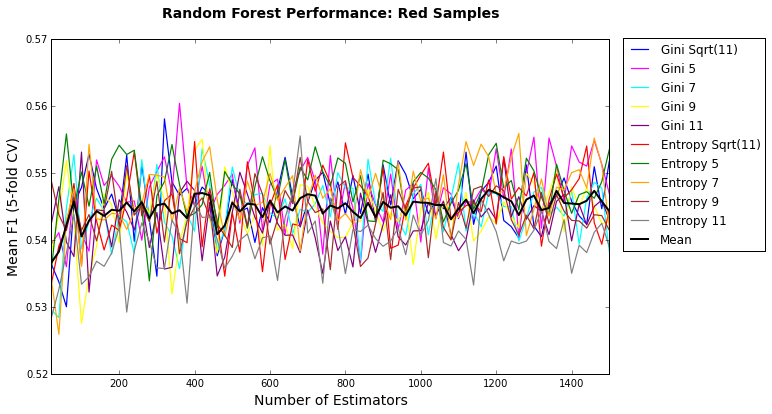 Random Forest Performance: Red Samples
0.57
0.56
0.55
0.54
0.53
0.52
Mean F1 (5-fold CV)
200
400
600
800
1000
1200
1400
Number of Estimators
Gini Sqrt(11)
Gini 5
Gini 7
Gini 9
Gini 11
Entropy Sqrt(11)
Entropy 5
Entropy 7
Entropy 9
Entropy 11
Mean